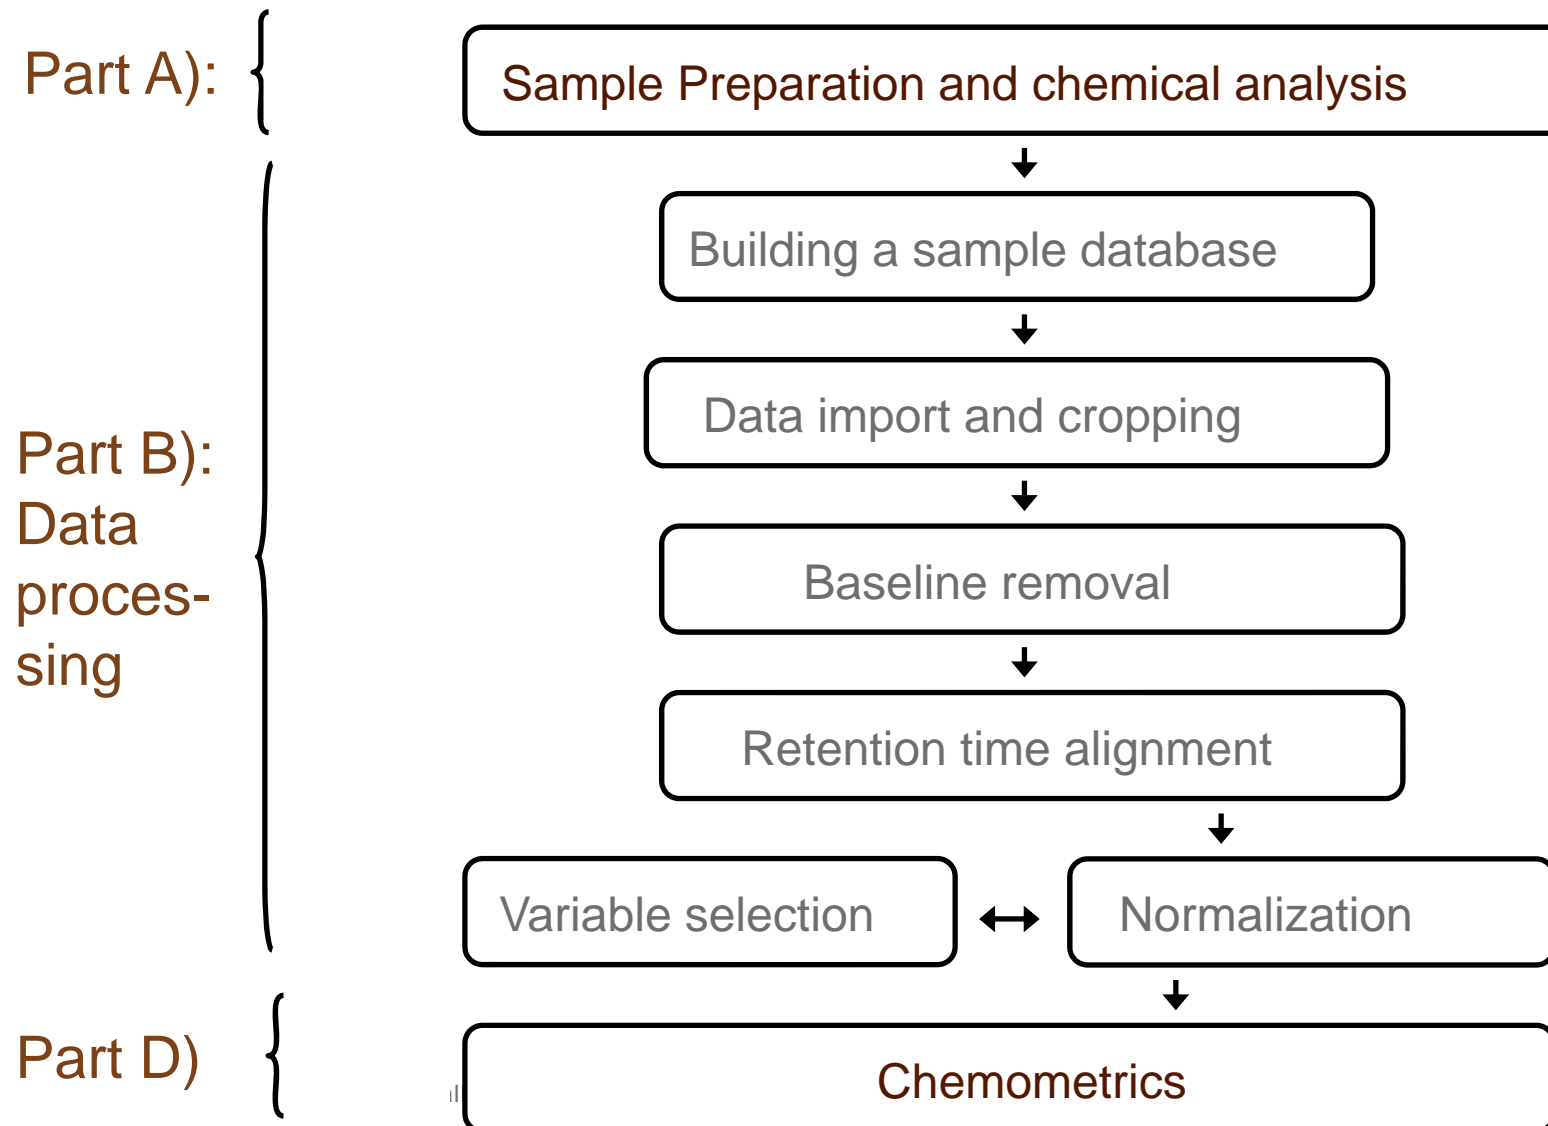 Part A):
Sample Preparation and chemical analysis
Building a sample database
Data import and cropping
Part B):
Data
proces-
sing
Baseline removal
Retention time alignment
Variable selection
Normalization
Part D)
Chemometrics